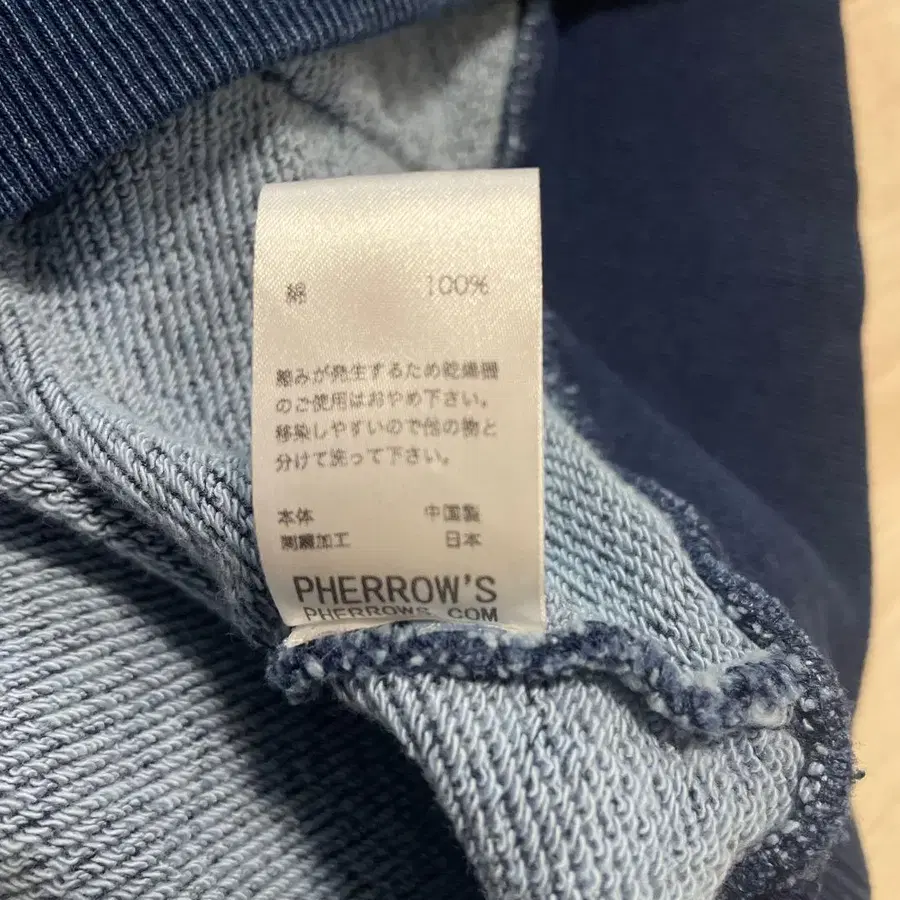 綿 100%
縮みが発生するため乾燥機
のご使用はおやめ下さい。
移染しやすいので他の物と
分けて洗って下さい。
本体 中国製
刺繍加工 日本
PHERROW'S
PHERROWS.COM